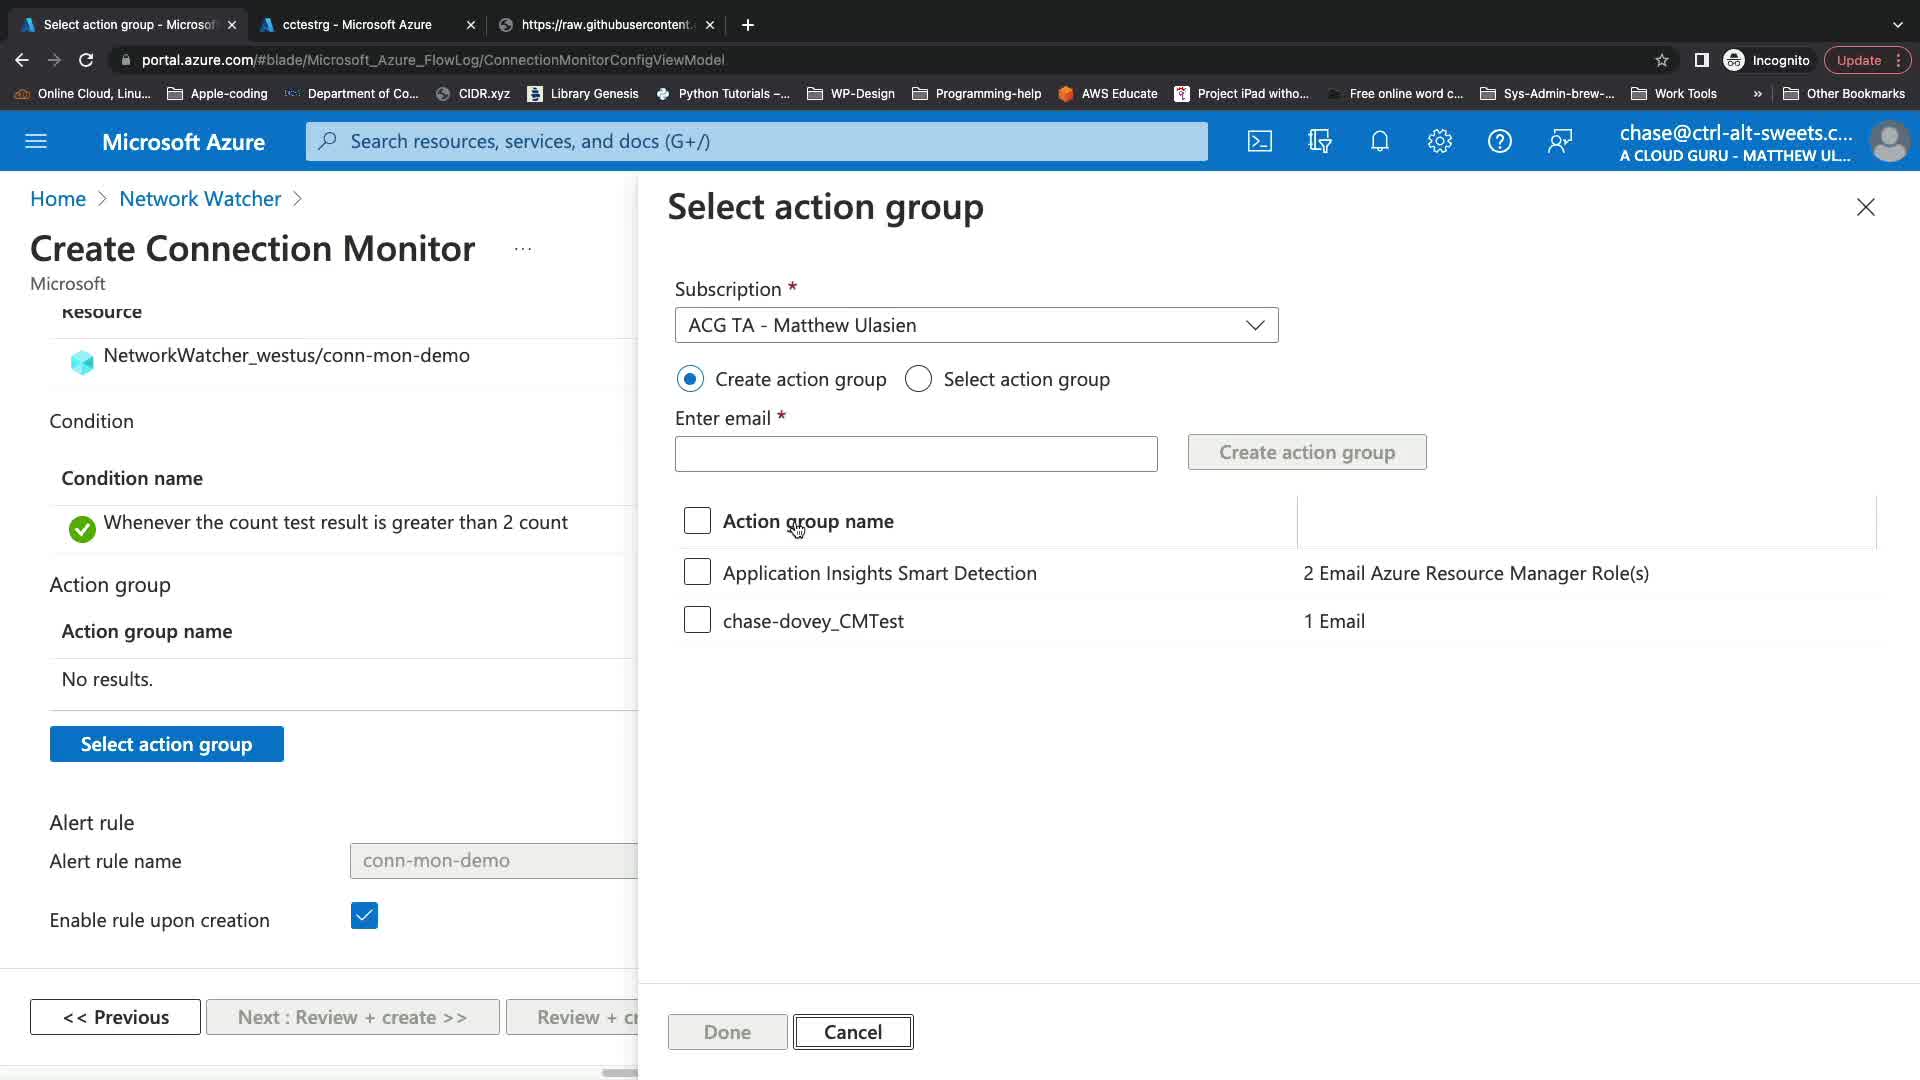 Select action group - Microsof
cctestrg - Microsoft Azure
https://raw.githubusercontent.
portal.azure.com/#blade/Microsoft_Azure_FlowLog/ConnectionMonitorConfigViewModel
Incognito
Update
Online Cloud, Linu...
Apple-coding
Department of Co...
CIDR.xyz
Library Genesis
Python Tutorials –...
WP-Design
Programming-help
AWS Educate
Project iPad witho...
Free online word c...
Sys-Admin-brew-...
Work Tools
»
Other Bookmarks
Microsoft Azure
Search resources, services, and docs (G+/)
chase@ctrl-alt-sweets.c...
A CLOUD GURU - MATTHEW UL...
Home > Network Watcher >
Create Connection Monitor ...
Microsoft
Resource
NetworkWatcher_westus/conn-mon-demo
Condition
Condition name
Whenever the count test result is greater than 2 count
Action group
Action group name
No results.
Select action group
Alert rule
Alert rule name
conn-mon-demo
Enable rule upon creation
<< Previous
Next : Review + create >>
Review + cr
Select action group
Subscription *
ACG TA - Matthew Ulasien
Create action group
Select action group
Enter email *
Create action group
Action group name
Application Insights Smart Detection
2 Email Azure Resource Manager Role(s)
chase-dovey_CMTest
1 Email
Done
Cancel